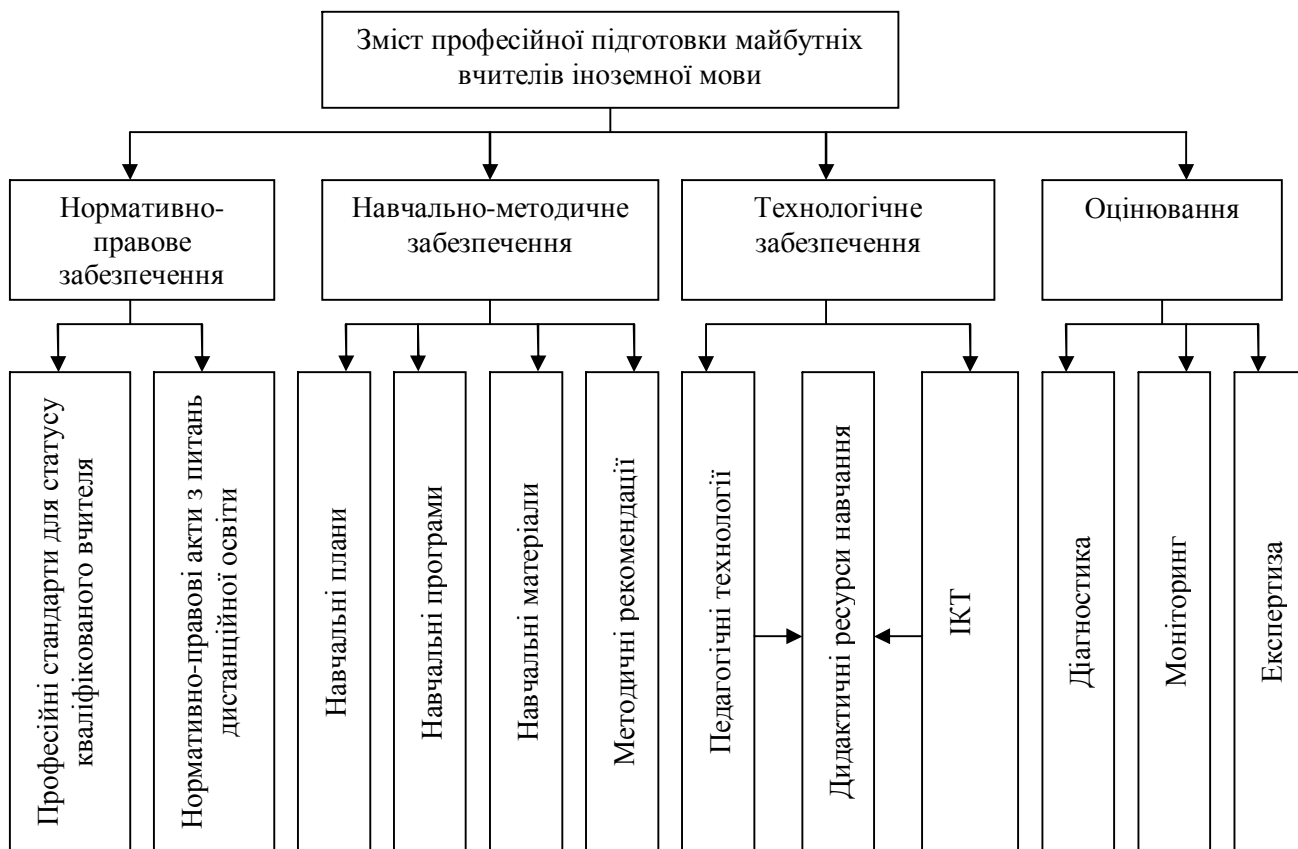 Зміст професійної підготовки майбутніх
вчителів іноземної мови
Нормативно-
правове
забезпечення
Навчально-методичне
забезпечення
Технологічне
забезпечення
Оцінювання
Професійні стандарти для статусу
кваліфікованого вчителя
Нормативно-правові акти з питань
дистанційної освіти
Навчальні плани
Навчальні програми
Навчальні матеріали
Методичні рекомендації
Педагогічні технології
Дидактичні ресурси навчання
ІКТ
Діагностика
Моніторинг
Експертиза